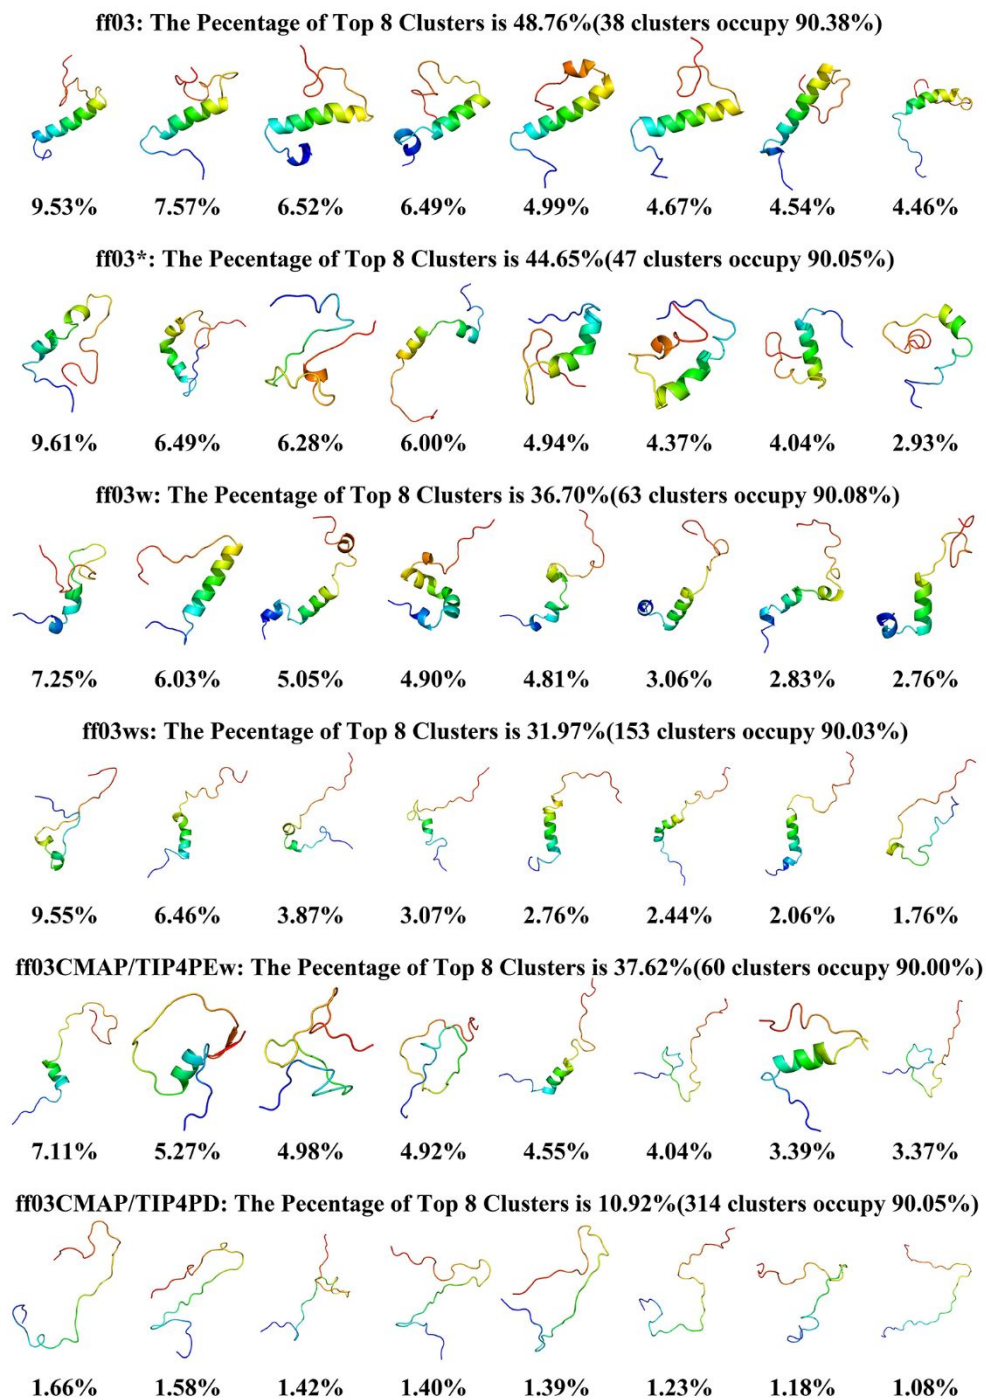 ff03: The Pecentage of Top 8 Clusters is 48.76%(38 clusters occupy 90.38%)
9.53% 7.57% 6.52% 6.49% 4.99% 4.67% 4.54% 4.46%
ff03*: The Pecentage of Top 8 Clusters is 44.65%(47 clusters occupy 90.05%)
9.61% 6.49% 6.28% 6.00% 4.94% 4.37% 4.04% 2.93%
ff03w: The Pecentage of Top 8 Clusters is 36.70%(63 clusters occupy 90.08%)
7.25% 6.03% 5.05% 4.90% 4.81% 3.06% 2.83% 2.76%
ff03ws: The Pecentage of Top 8 Clusters is 31.97%(153 clusters occupy 90.03%)
9.55% 6.46% 3.87% 3.07% 2.76% 2.44% 2.06% 1.76%
ff03CMAP/TIP4PEw: The Pecentage of Top 8 Clusters is 37.62%(60 clusters occupy 90.00%)
7.11% 5.27% 4.98% 4.92% 4.55% 4.04% 3.39% 3.37%
ff03CMAP/TIP4PD: The Pecentage of Top 8 Clusters is 10.92%(314 clusters occupy 90.05%)
1.66% 1.58% 1.42% 1.40% 1.39% 1.23% 1.18% 1.08%